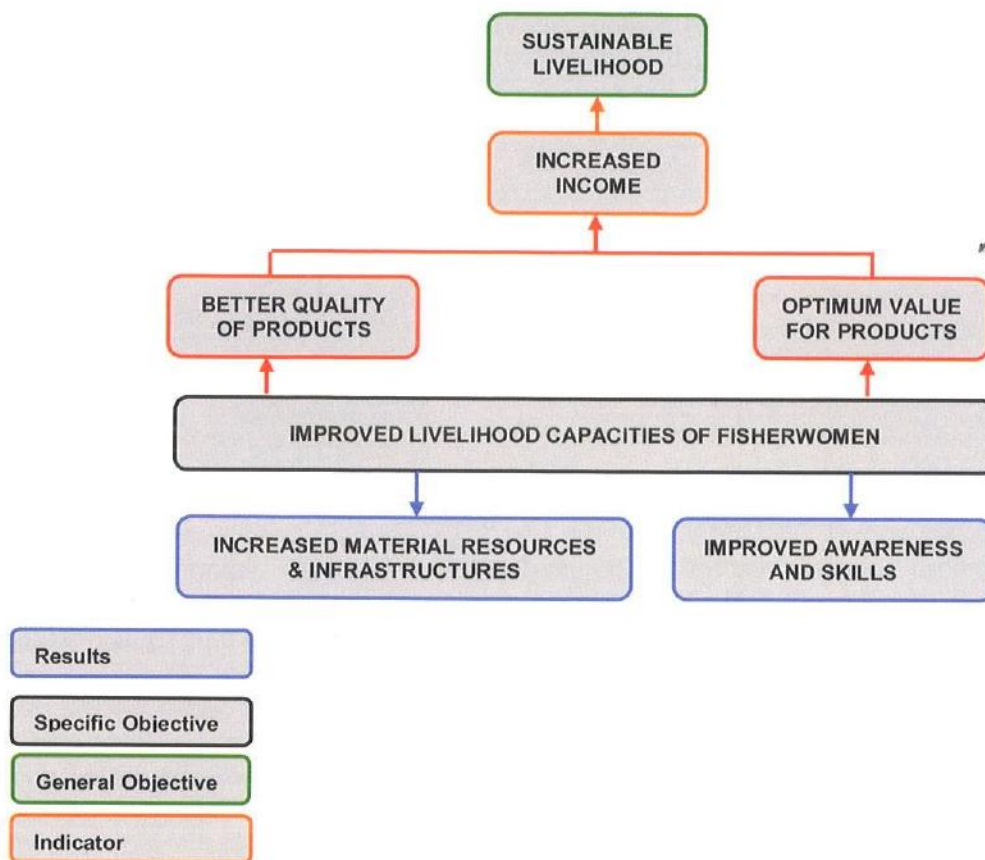 SUSTAINABLE
LIVELIHOOD
INCREASED
INCOME
BETTER QUALITY
OF PRODUCTS
OPTIMUM VALUE
FOR PRODUCTS
IMPROVED LIVELIHOOD CAPACITIES OF FISHERWOMEN
INCREASED MATERIAL RESOURCES
& INFRASTRUCTURES
IMPROVED AWARENESS
AND SKILLS
Results
Specific Objective
General Objective
Indicator